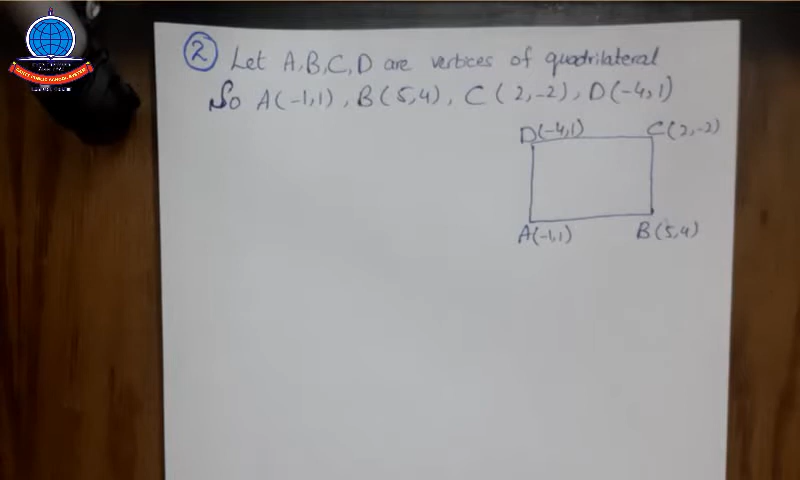 ② Let A, B, C, D are vertices of quadrilateral
So A(-1,1), B(5,4), C(2,-2), D(-4,1)
D(-4,1) C(2,-2)
A(-1,1) B(5,4)